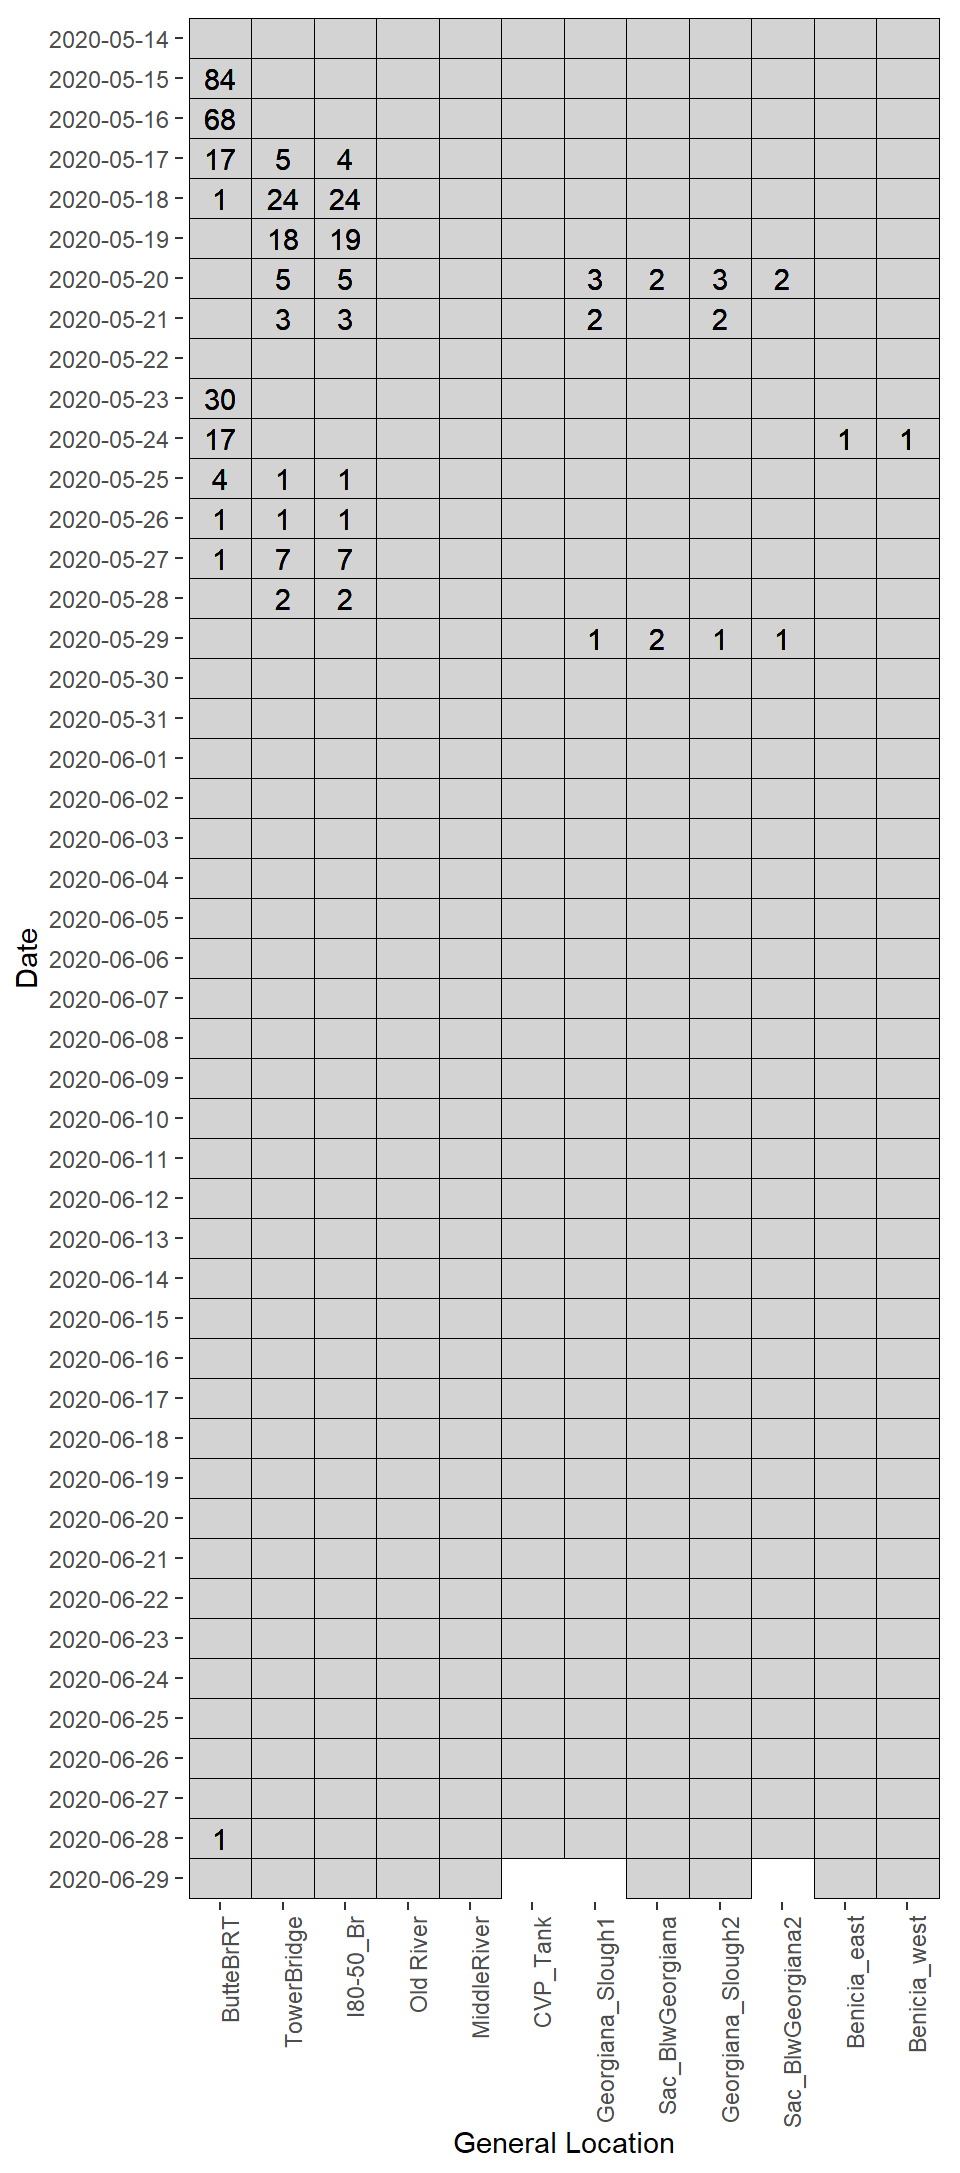 2020-05-14
2020-05-15 84
2020-05-16 68
2020-05-17 17 5 4
2020-05-18 1 24 24
2020-05-19 18 19
2020-05-20 5 5 3 2 3 2
2020-05-21 3 3 2 2
2020-05-22
2020-05-23 30
2020-05-24 17 1 1
2020-05-25 4 1 1
2020-05-26 1 1 1
2020-05-27 1 7 7
2020-05-28 2 2
2020-05-29 1 2 1 1
2020-05-30
2020-05-31
2020-06-01
2020-06-02
2020-06-03
2020-06-04
2020-06-05
2020-06-06
2020-06-07
2020-06-08
2020-06-09
2020-06-10
2020-06-11
2020-06-12
2020-06-13
2020-06-14
2020-06-15
2020-06-16
2020-06-17
2020-06-18
2020-06-19
2020-06-20
2020-06-21
2020-06-22
2020-06-23
2020-06-24
2020-06-25
2020-06-26
2020-06-27
2020-06-28 1
2020-06-29
Date
ButteBrRT
TowerBridge
I80-50_Br
Old River
MiddleRiver
CVP_Tank
Georgiana_Slough1
Sac_BlwGeorgiana
Georgiana_Slough2
Sac_BlwGeorgiana2
Benicia_east
Benicia_west
General Location